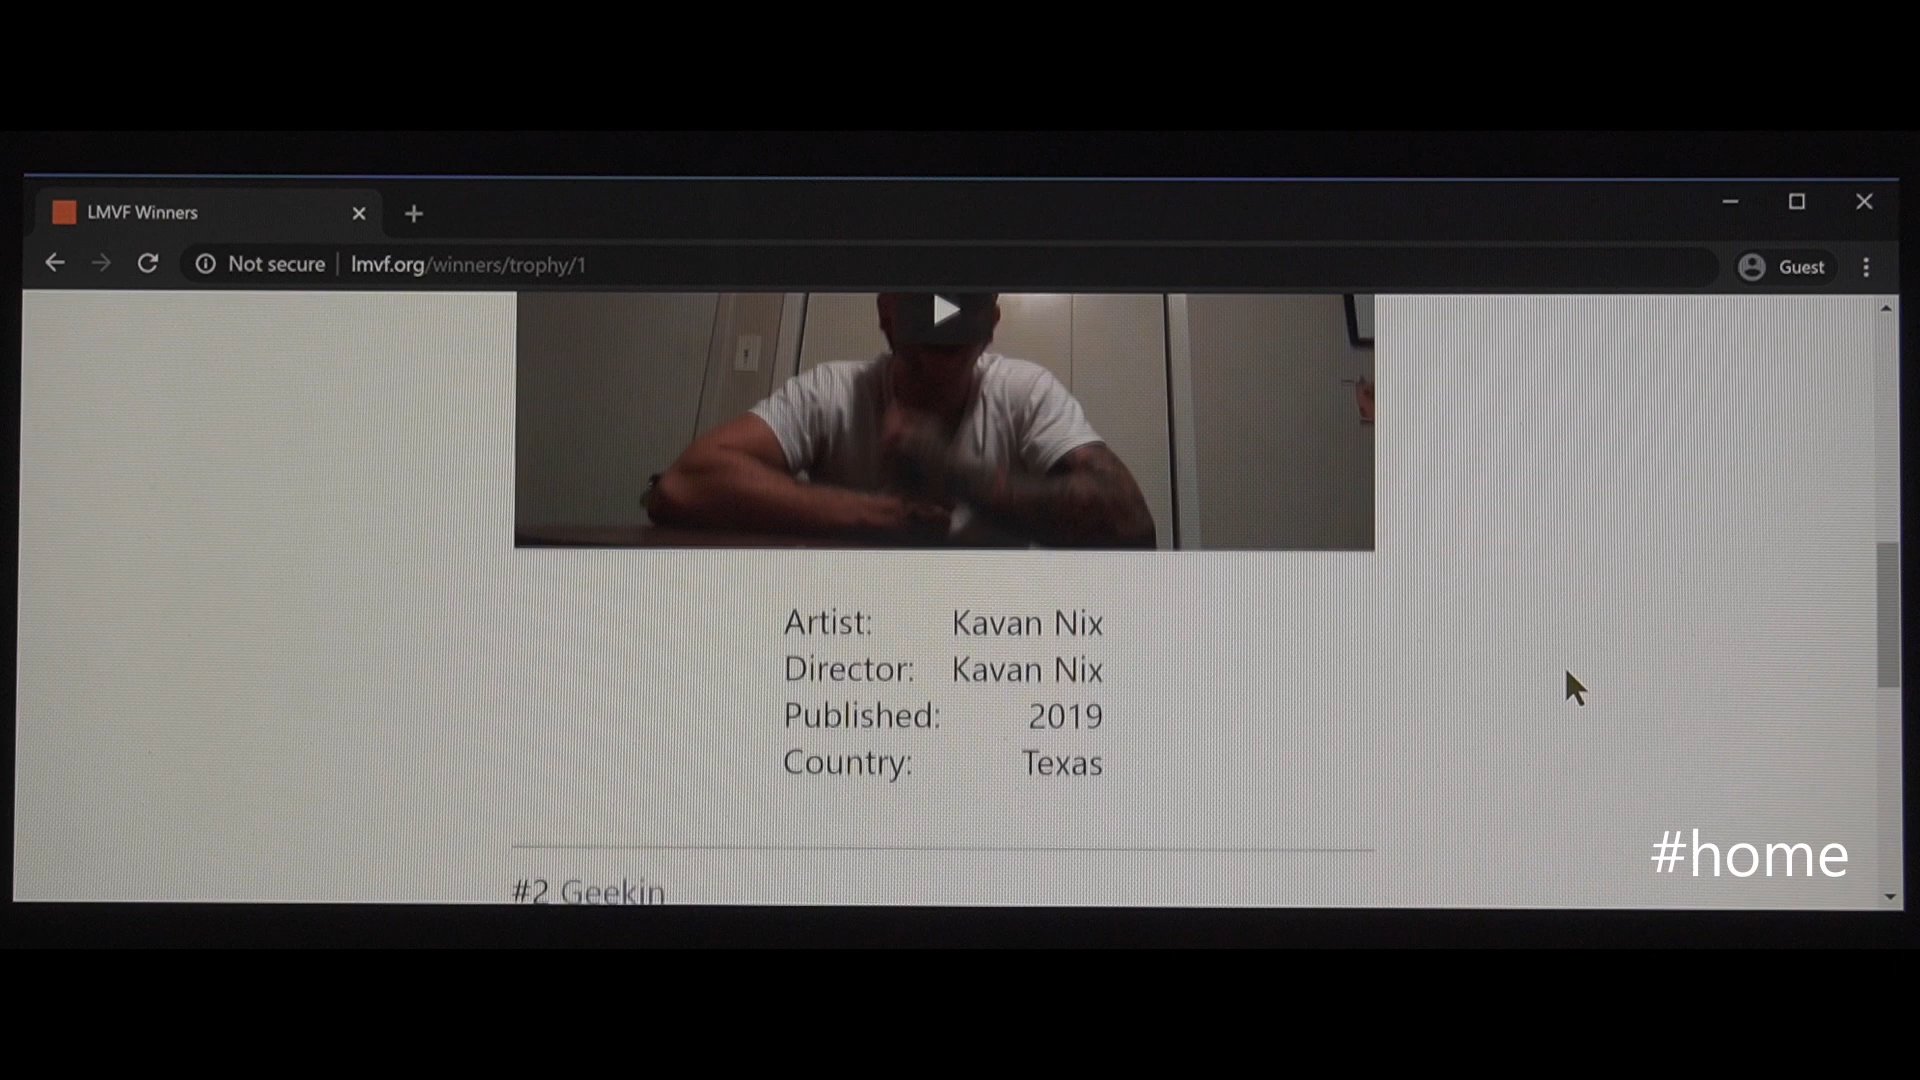 LMVF Winners
Not secure | lmvf.org/winners/trophy/1
Guest
Artist: Kavan Nix
Director: Kavan Nix
Published: 2019
Country: Texas
#home
#2 Geekin